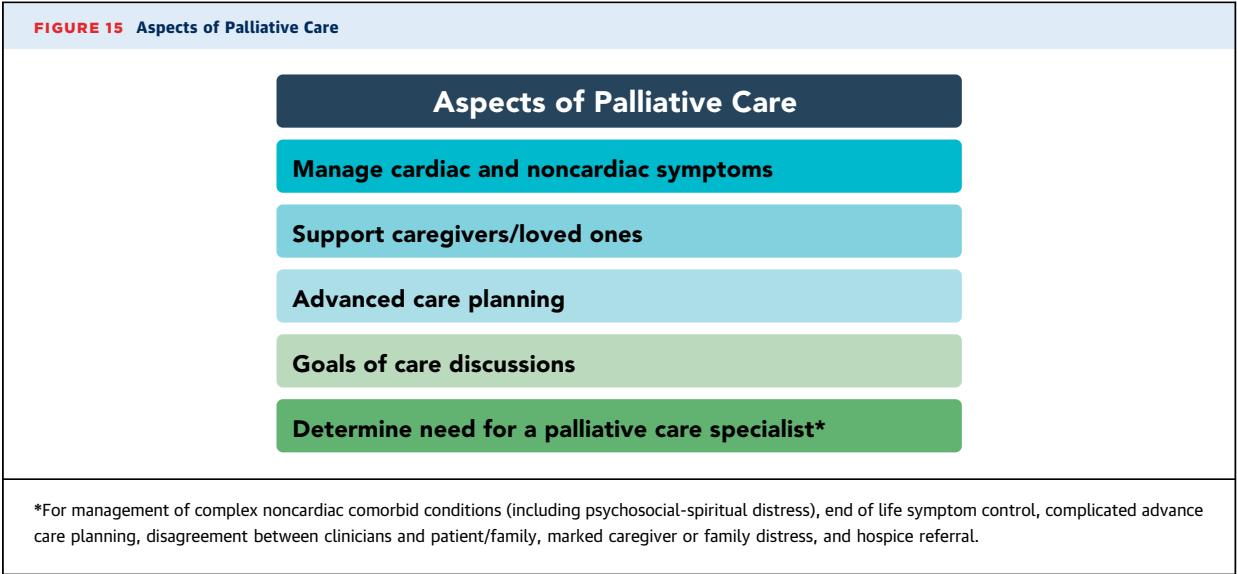 FIGURE 15 Aspects of Palliative Care
Aspects of Palliative Care
Manage cardiac and noncardiac symptoms
Support caregivers/loved ones
Advanced care planning
Goals of care discussions
Determine need for a palliative care specialist*
*For management of complex noncardiac comorbid conditions (including psychosocial-spiritual distress), end of life symptom control, complicated advance
care planning, disagreement between clinicians and patient/family, marked caregiver or family distress, and hospice referral.